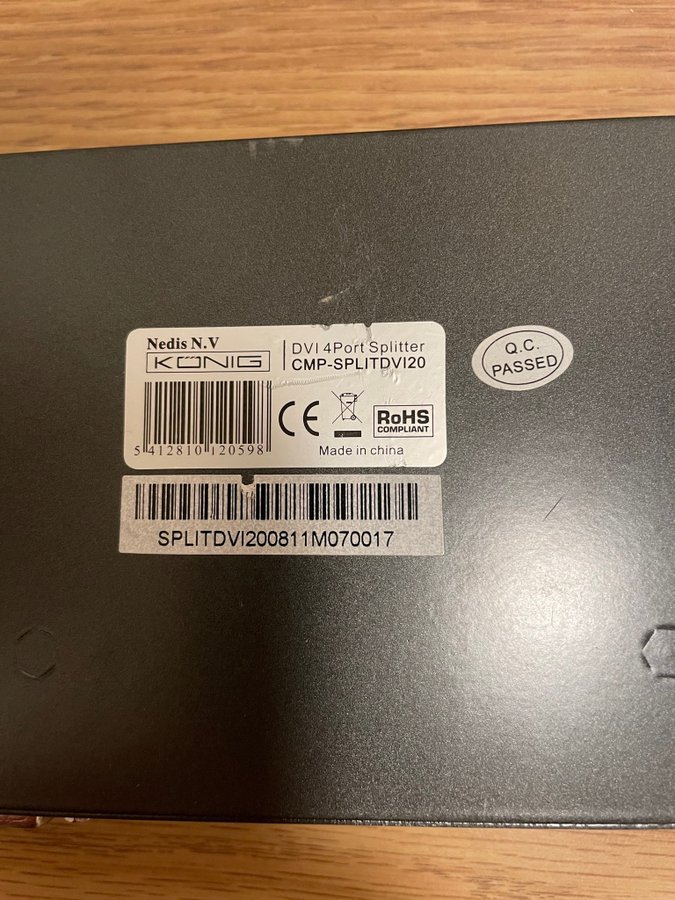 Nedis N.V
KÖNIG
DVI 4Port Splitter
CMP-SPLITDVI20
CE
RoHS
COMPLIANT
5 412810 120598
Made in china
Q.C.
PASSED
SPLITDVI200811M070017